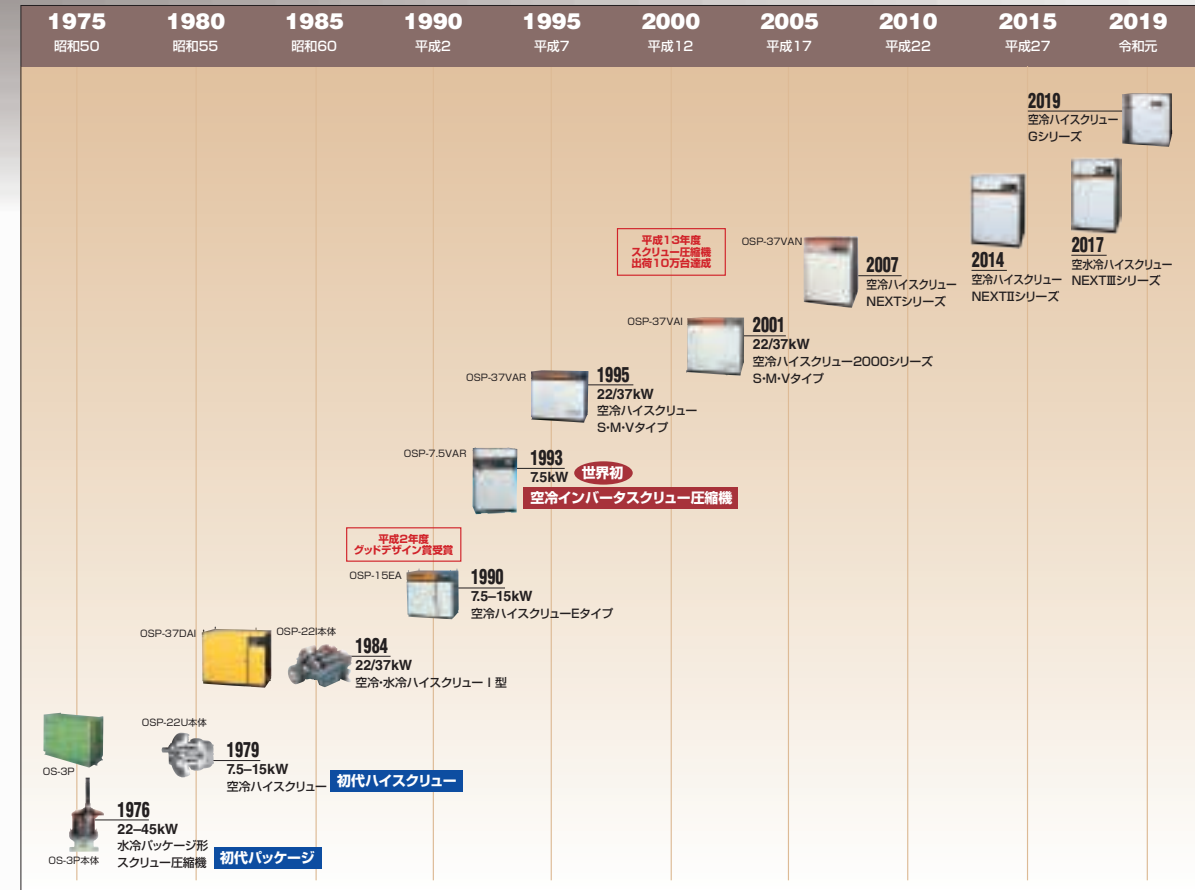 1975 1980 1985 1990 1995 2000 2005 2010 2015 2019
昭和50 昭和55 昭和60 平成2 平成7 平成12 平成17 平成22 平成27 令和元
2019
空冷ハイスクリュー
Gシリーズ
2017
空水冷ハイスクリュー
NEXTⅢシリーズ
2014
空冷ハイスクリュー
NEXTⅡシリーズ
平成13年度
スクリュー圧縮機
出荷10万台達成
OSP-37VAN
2007
空冷ハイスクリュー
NEXTシリーズ
OSP-37VAI
2001
22/37kW
空冷ハイスクリュー2000シリーズ
S・M・Vタイプ
OSP-37VAR
1995
22/37kW
空冷ハイスクリュー
S・M・Vタイプ
OSP-7.5VAR
1993
7.5kW 世界初
空冷インバータスクリュー圧縮機
平成2年度
グッドデザイン賞受賞
OSP-15EA
1990
7.5–15kW
空冷ハイスクリューEタイプ
OSP-37DAI
OSP-22I本体
1984
22/37kW
空冷・水冷ハイスクリューⅠ型
OSP-22U本体
1979
7.5–15kW
空冷ハイスクリュー 初代ハイスクリュー
OS-3P
1976
22–45kW
水冷パッケージ形
スクリュー圧縮機 初代パッケージ
OS-3P本体